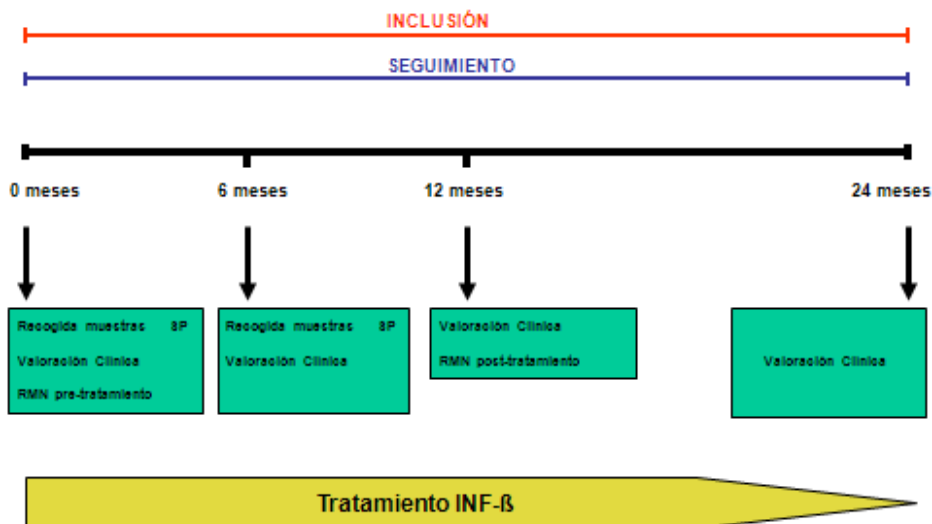 INCLUSIÓN
SEGUIMIENTO
0 meses
6 meses
12 meses
24 meses
Recogida muestras SP
Valoración Clínica
RMN pre-tratamiento
Recogida muestras SP
Valoración Clínica
Valoración Clínica
RMN post-tratamiento
Valoración Clínica
Tratamiento INF-ß